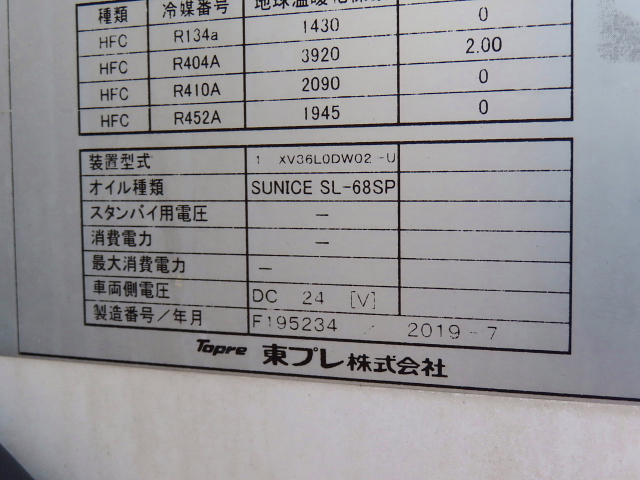 種類 冷媒番号 地球温暖化係数 0
HFC R134a 1430
HFC R404A 3920 2.00
HFC R410A 2090 0
HFC R452A 1945 0
装置型式 1 XV36L0DW02 -U
オイル種類 SUNICE SL-68SP
スタンバイ用電圧 －
消費電力 －
最大消費電力 －
車両側電圧 DC 24 [V]
製造番号／年月 F195234 ／ 2019－7
Topre 東プレ株式会社